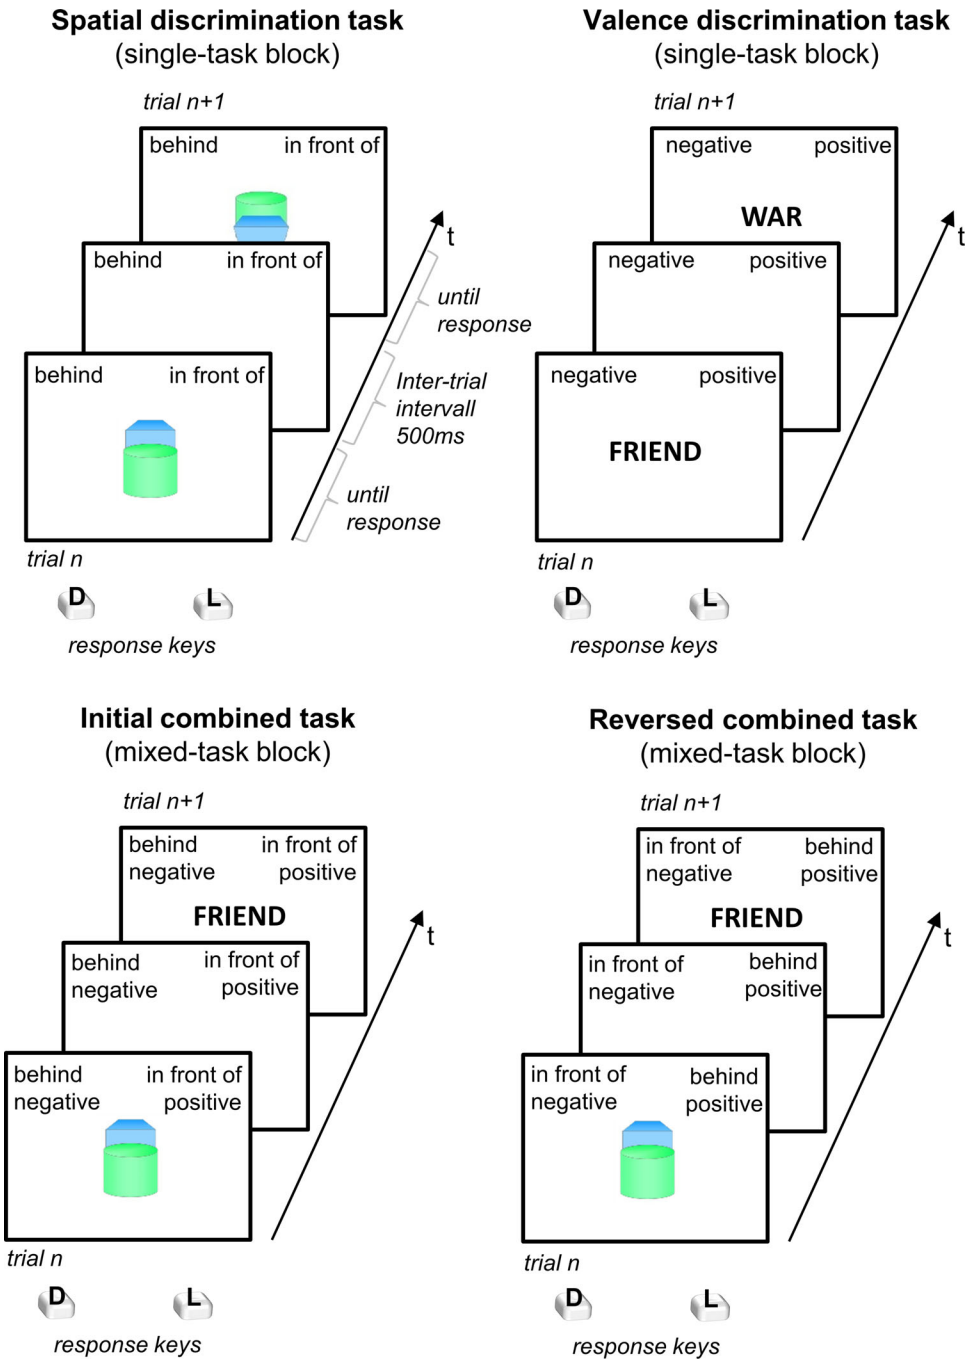 Spatial discrimination task
(single-task block)
trial n+1
behind in front of
behind in front of
behind in front of
t
until
response
Inter-trial
intervall
500ms
until
response
trial n
D L
response keys
Valence discrimination task
(single-task block)
trial n+1
negative positive
WAR
negative positive
negative positive
FRIEND
t
trial n
D L
response keys
Initial combined task
(mixed-task block)
trial n+1
behind in front of
negative positive
FRIEND
behind in front of
negative positive
behind in front of
negative positive
t
trial n
D L
response keys
Reversed combined task
(mixed-task block)
trial n+1
in front of behind
negative positive
FRIEND
in front of behind
negative positive
in front of behind
negative positive
t
trial n
D L
response keys